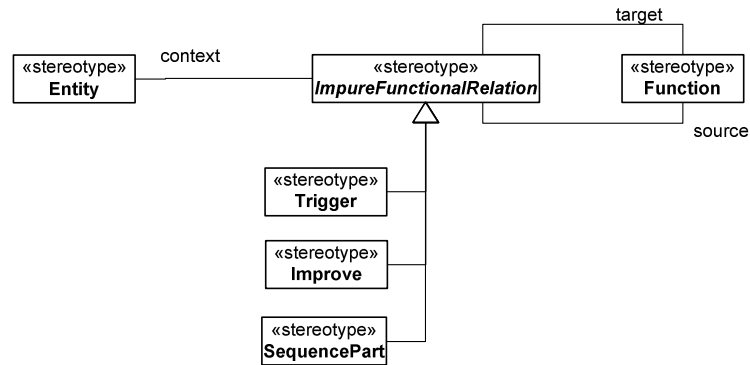 target
context
«stereotype»
Entity
«stereotype»
ImpureFunctionalRelation
«stereotype»
Function
source
«stereotype»
Trigger
«stereotype»
Improve
«stereotype»
SequencePart